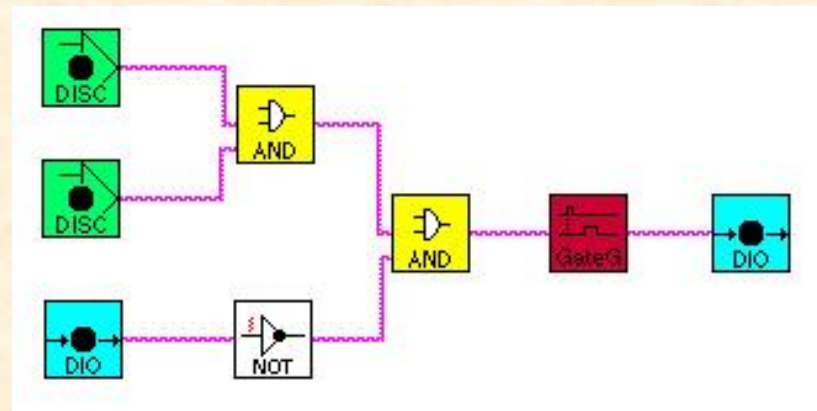 DISC
AND
DISC
AND
GateG
DIO
DIO
NOT